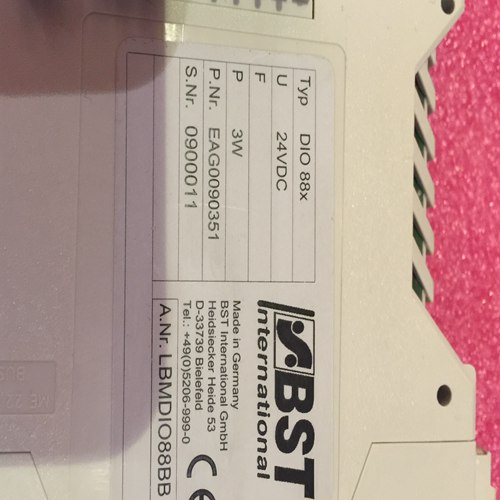 Typ DIO 88x
U 24VDC
F
P 3W
P.Nr. EAG0090351
S.Nr. 0900011
BST
International
Made in Germany
BST International GmbH
Heidsiecker Heide 53
D-33739 Bielefeld
Tel.: +49(0)5206-999-0
A.Nr. LBMDIO88BB
CE